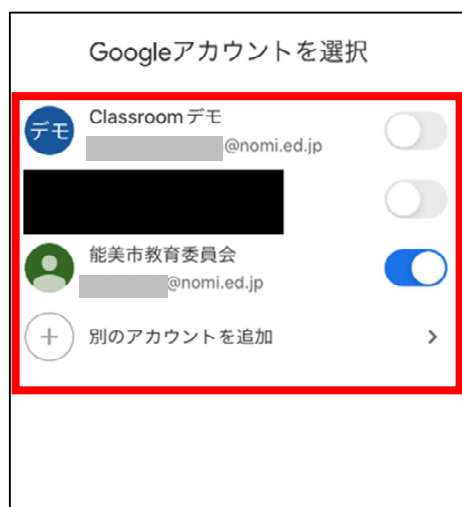 Googleアカウントを選択
デモ
Classroom デモ
@nomi.ed.jp
能美市教育委員会
@nomi.ed.jp
別のアカウントを追加